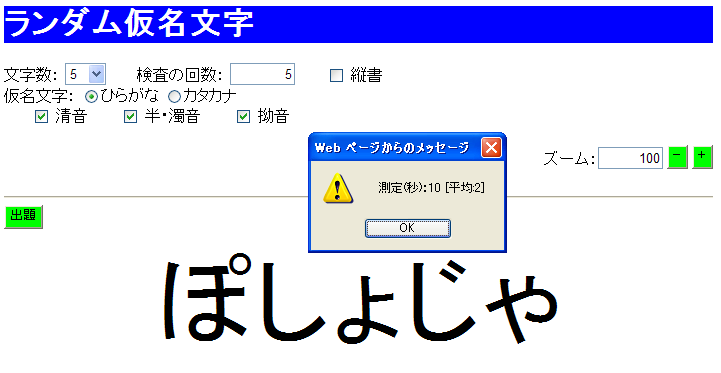 ランダム仮名文字
文字数: 5 検査の回数: 5 縦書
仮名文字: ひらがな カタカナ
清音 半・濁音 拗音
Web ページからのメッセージ
測定(秒):10 [平均:2]
OK
ズーム: 100 - +
出題
ぽしょじゃ